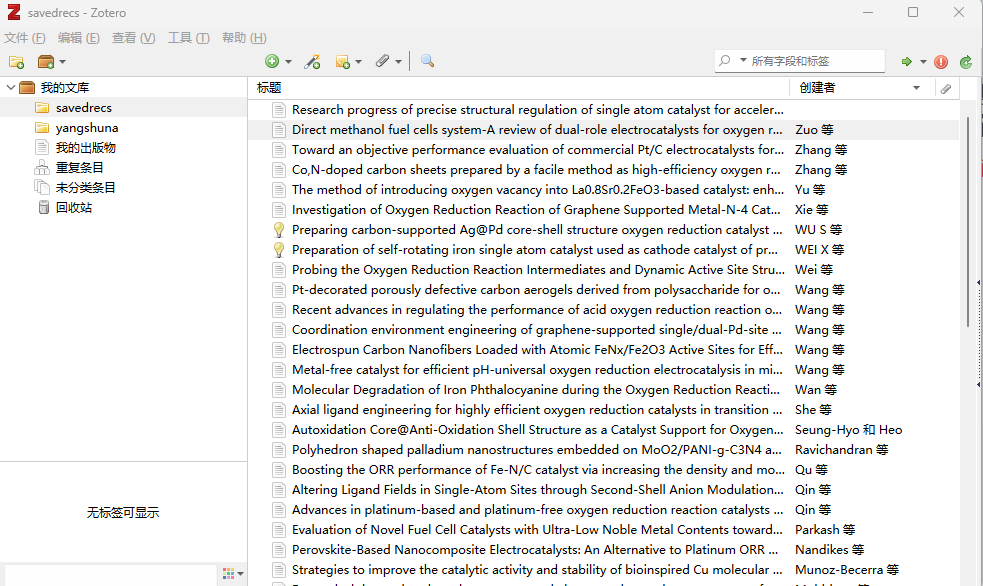 savedrecs - Zotero
文件 (F) 编辑 (E) 查看 (V) 工具 (T) 帮助 (H)
所有字段和标签
我的文库
savedrecs
yangshuna
我的出版物
重复条目
未分类条目
回收站
无标签可显示
标题 创建者
Research progress of precise structural regulation of single atom catalyst for acceler...
Direct methanol fuel cells system-A review of dual-role electrocatalysts for oxygen r... Zuo 等
Toward an objective performance evaluation of commercial Pt/C electrocatalysts for... Zhang 等
Co,N-doped carbon sheets prepared by a facile method as high-efficiency oxygen r... Zhang 等
The method of introducing oxygen vacancy into La0.8Sr0.2FeO3-based catalyst: enh... Yu 等
Investigation of Oxygen Reduction Reaction of Graphene Supported Metal-N-4 Cat... Xie 等
Preparing carbon-supported Ag@Pd core-shell structure oxygen reduction catalyst ... WU S 等
Preparation of self-rotating iron single atom catalyst used as cathode catalyst of pr... WEI X 等
Probing the Oxygen Reduction Reaction Intermediates and Dynamic Active Site Stru... Wei 等
Pt-decorated porously defective carbon aerogels derived from polysaccharide for o... Wang 等
Recent advances in regulating the performance of acid oxygen reduction reaction o... Wang 等
Coordination environment engineering of graphene-supported single/dual-Pd-site ... Wang 等
Electrospun Carbon Nanofibers Loaded with Atomic FeNx/Fe2O3 Active Sites for Eff... Wang 等
Metal-free catalyst for efficient pH-universal oxygen reduction electrocatalysis in mi... Wang 等
Molecular Degradation of Iron Phthalocyanine during the Oxygen Reduction Reacti... Wan 等
Axial ligand engineering for highly efficient oxygen reduction catalysts in transition ... She 等
Autoxidation Core@Anti-Oxidation Shell Structure as a Catalyst Support for Oxygen... Seung-Hyo 和 Heo
Polyhedron shaped palladium nanostructures embedded on MoO2/PANI-g-C3N4 a... Ravichandran 等
Boosting the ORR performance of Fe-N/C catalyst via increasing the density and mo... Qu 等
Altering Ligand Fields in Single-Atom Sites through Second-Shell Anion Modulation... Qin 等
Advances in platinum-based and platinum-free oxygen reduction reaction catalysts ... Qin 等
Evaluation of Novel Fuel Cell Catalysts with Ultra-Low Noble Metal Contents toward... Parkash 等
Perovskite-Based Nanocomposite Electrocatalysts: An Alternative to Platinum ORR ... Nandikes 等
Strategies to improve the catalytic activity and stability of bioinspired Cu molecular ... Munoz-Becerra 等